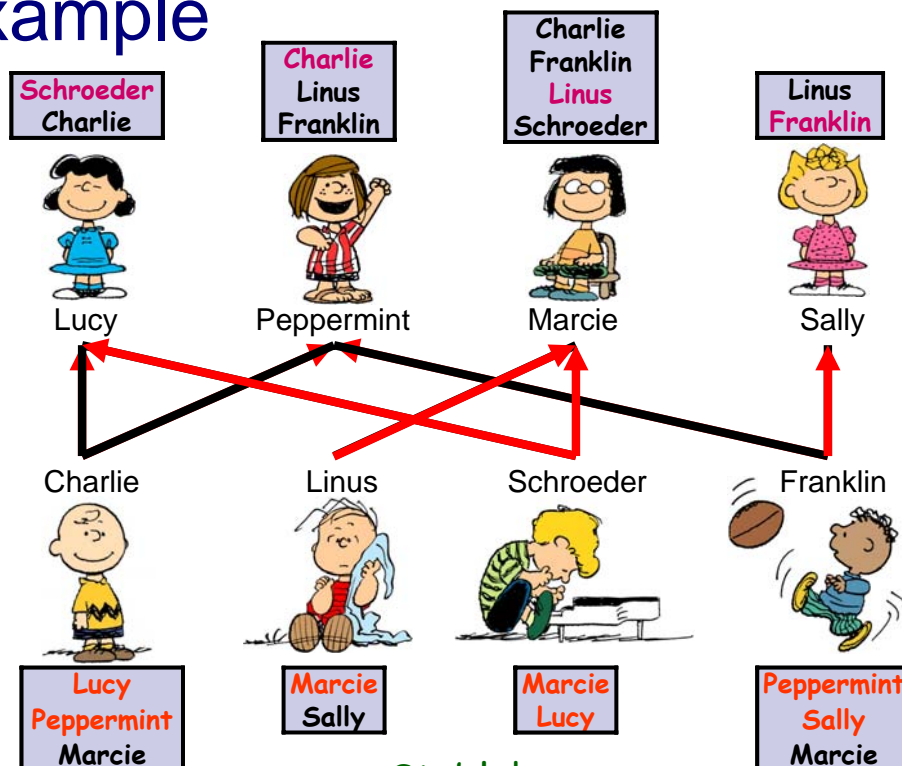 xample
Schroeder
Charlie
Charlie
Linus
Franklin
Charlie
Franklin
Linus
Schroeder
Linus
Franklin
Lucy
Peppermint
Marcie
Sally
Charlie
Linus
Schroeder
Franklin
Lucy
Peppermint
Marcie
Marcie
Sally
Marcie
Lucy
Peppermint
Sally
Marcie